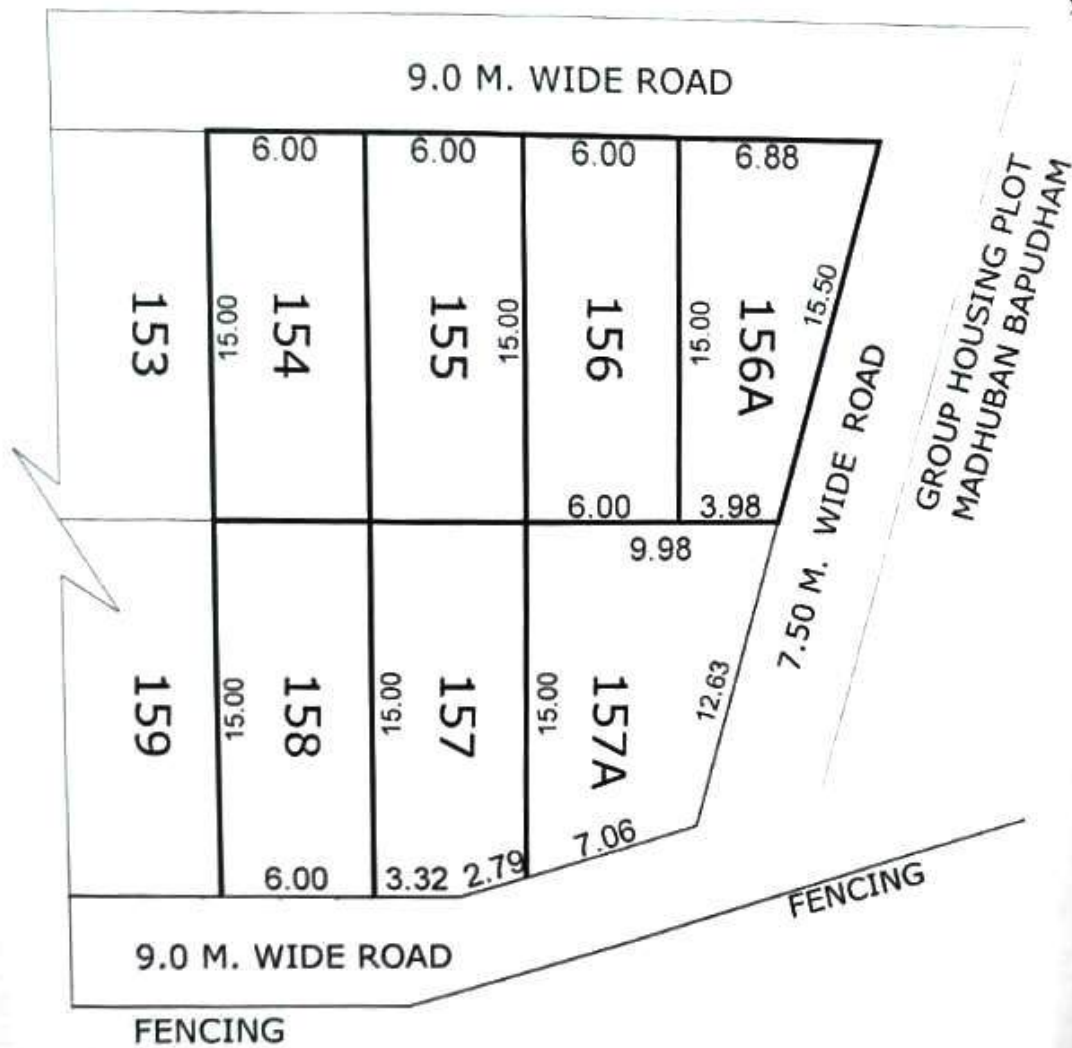 9.0 M. WIDE ROAD
6.00
6.00
6.00
6.88
153
15.00
154
155
15.00
156
15.00
156A
15.50
GROUP HOUSING PLOT
MADHUBAN BAPUDHAM
7.50 M. WIDE ROAD
6.00
3.98
9.98
159
15.00
158
15.00
157
15.00
157A
12.63
6.00
3.32
2.79
7.06
FENCING
9.0 M. WIDE ROAD
FENCING